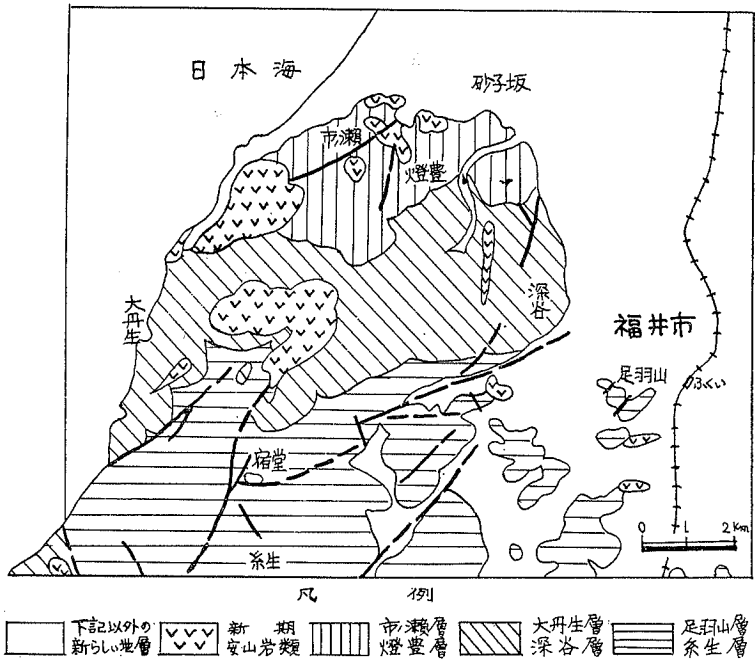 日本海
砂子坂
市瀬
燈豊
大丹生
深谷
福井市
足羽山
ふくい
宿堂
糸生
0 1 2Km
凡例
下記以外の
新らしい地層
新期
安山岩類
市瀬層
燈豊層
大丹生層
深谷層
足羽山層
糸生層